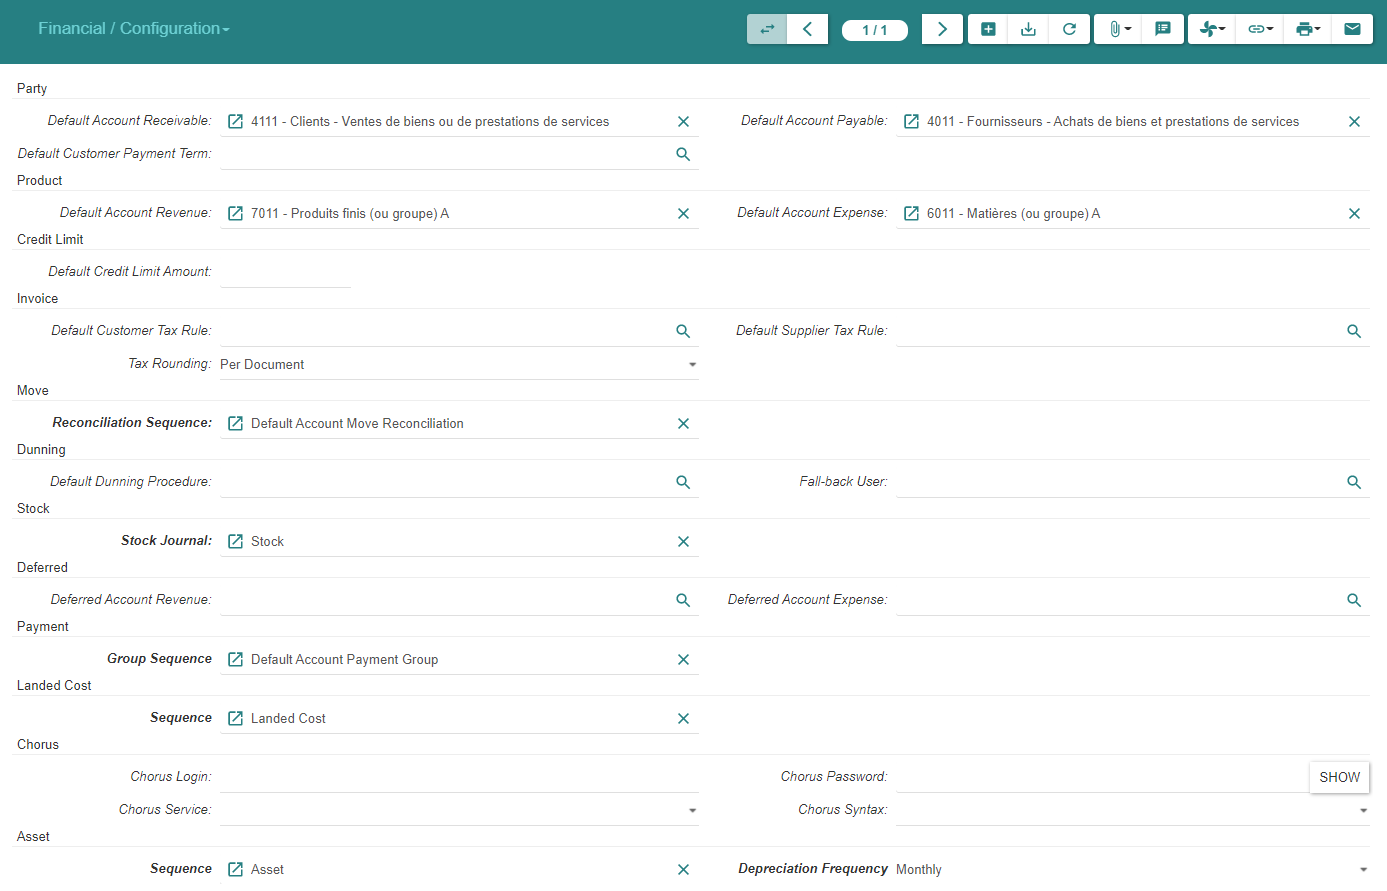 Financial / Configuration
1 / 1
Party
Default Account Receivable: 4111 - Clients - Ventes de biens ou de prestations de services Default Account Payable: 4011 - Fournisseurs - Achats de biens et prestations de services
Default Customer Payment Term:
Product
Default Account Revenue: 7011 - Produits finis (ou groupe) A Default Account Expense: 6011 - Matières (ou groupe) A
Credit Limit
Default Credit Limit Amount:
Invoice
Default Customer Tax Rule: Default Supplier Tax Rule:
Tax Rounding: Per Document
Move
Reconciliation Sequence: Default Account Move Reconciliation
Dunning
Default Dunning Procedure: Fall-back User:
Stock
Stock Journal: Stock
Deferred
Deferred Account Revenue: Deferred Account Expense:
Payment
Group Sequence Default Account Payment Group
Landed Cost
Sequence Landed Cost
Chorus
Chorus Login: Chorus Password: SHOW
Chorus Service: Chorus Syntax:
Asset
Sequence Asset Depreciation Frequency Monthly